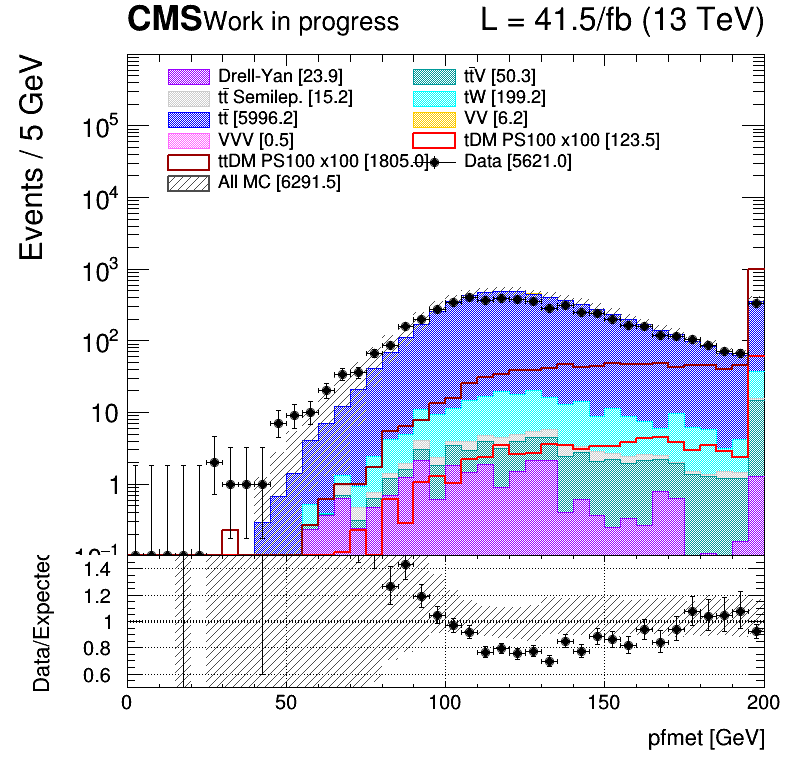 CMS Work in progress L = 41.5/fb (13 TeV)
Events / 5 GeV
Drell-Yan [23.9] tt̄V [50.3]
tt̄ Semilep. [15.2] tW [199.2]
tt̄ [5996.2] VV [6.2]
VVV [0.5] tDM PS100 x100 [123.5]
ttDM PS100 x100 [1805.0] Data [5621.0]
All MC [6291.5]
10⁵
10⁴
10³
10²
10
1
10⁻¹
Data/Expected
1.4
1.2
1
0.8
0.6
0 50 100 150 200
pfmet [GeV]